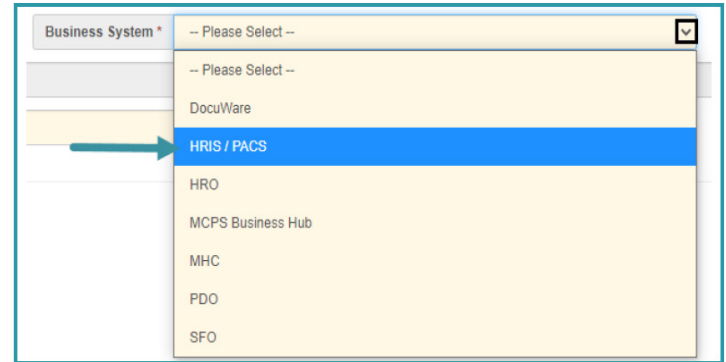 Business System * -- Please Select --
-- Please Select --
DocuWare
HRIS / PACS
HRO
MCPS Business Hub
MHC
PDO
SFO